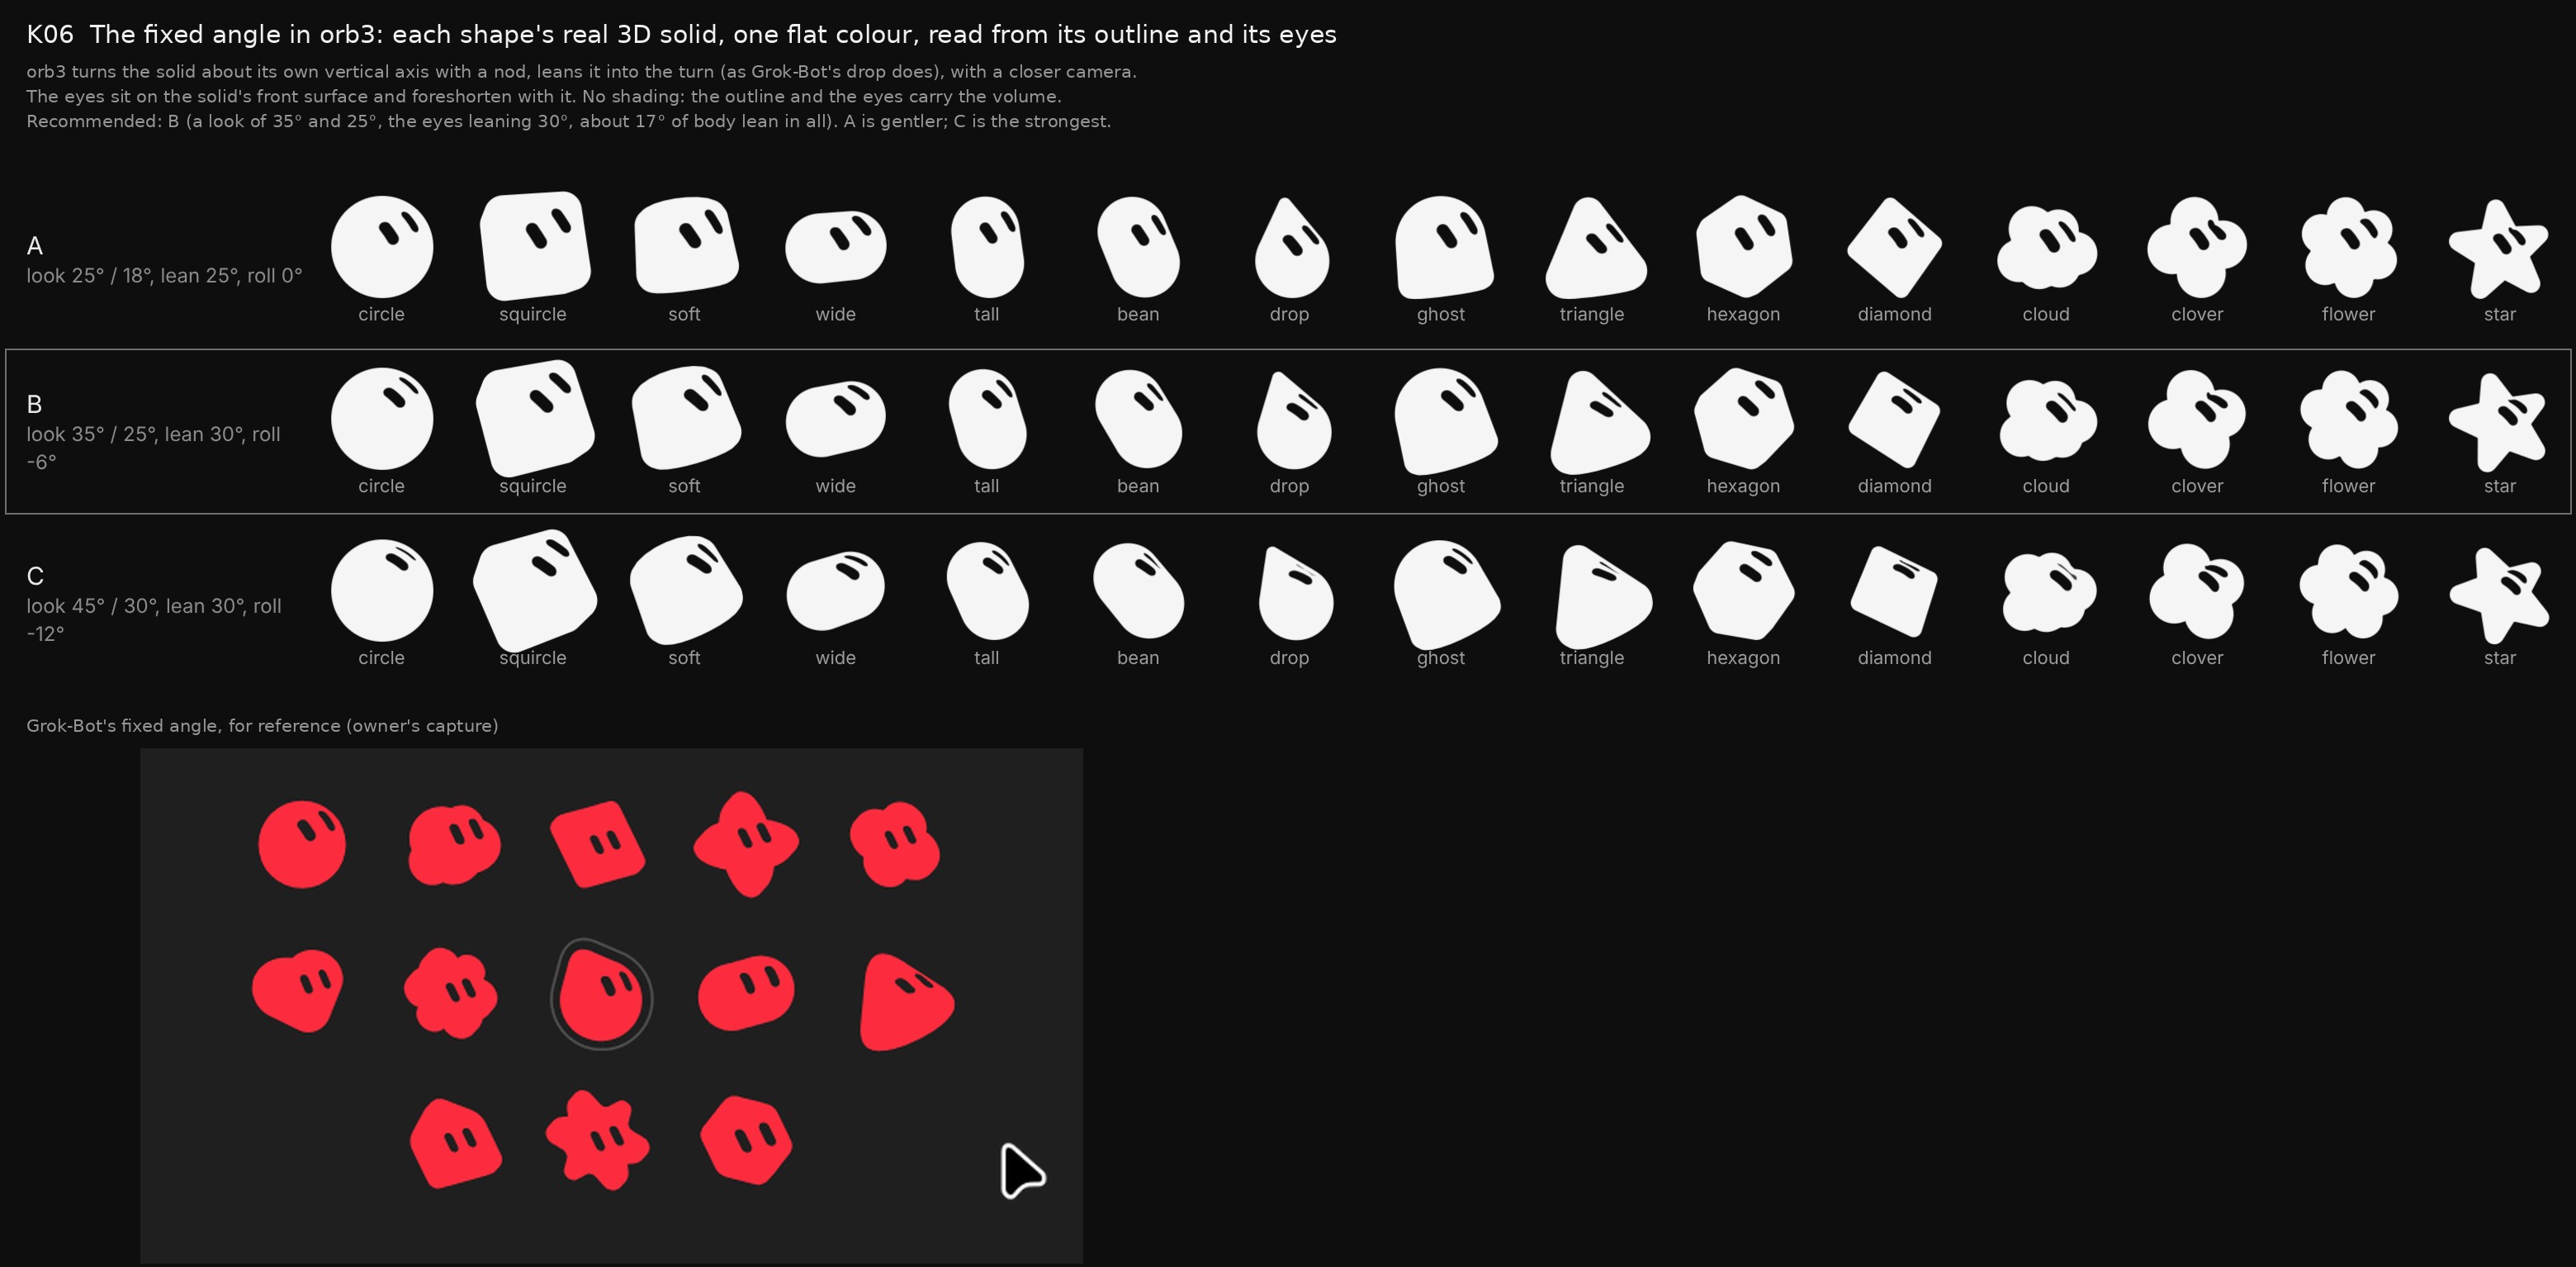 K06  The fixed angle in orb3: each shape's real 3D solid, one flat colour, read from its outline and its eyes
orb3 turns the solid about its own vertical axis with a nod, leans it into the turn (as Grok-Bot's drop does), with a closer camera.
The eyes sit on the solid's front surface and foreshorten with it. No shading: the outline and the eyes carry the volume.
Recommended: B (a look of 35° and 25°, the eyes leaning 30°, about 17° of body lean in all). A is gentler; C is the strongest.
A
look 25° / 18°, lean 25°, roll 0°
circle squircle soft wide tall bean drop ghost triangle hexagon diamond cloud clover flower star
B
look 35° / 25°, lean 30°, roll
-6°
circle squircle soft wide tall bean drop ghost triangle hexagon diamond cloud clover flower star
C
look 45° / 30°, lean 30°, roll
-12°
circle squircle soft wide tall bean drop ghost triangle hexagon diamond cloud clover flower star
Grok-Bot's fixed angle, for reference (owner's capture)